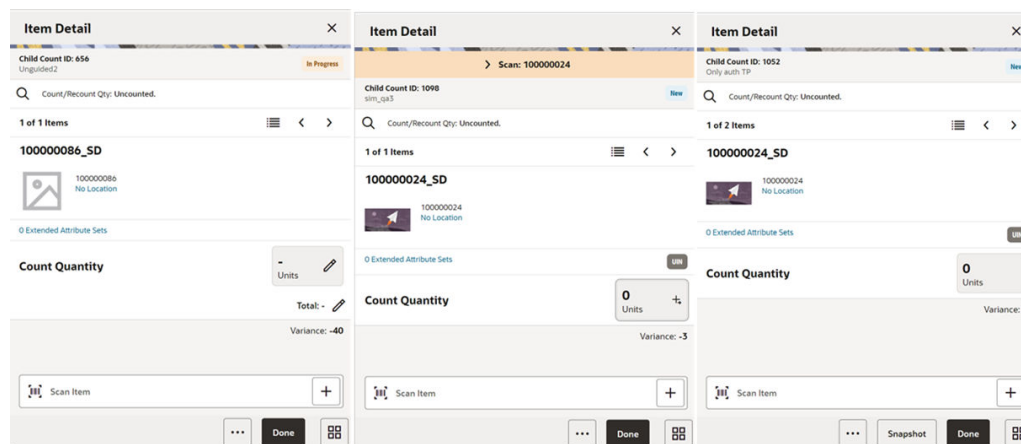 Item Detail
Child Count ID: 656
Unguided2
In Progress
Count/Recount Qty: Uncounted.
1 of 1 Items
100000086_SD
100000086
No Location
0 Extended Attribute Sets
Count Quantity
-
Units
Total: -
Variance: -40
Scan Item
Done
Item Detail
Scan: 100000024
Child Count ID: 1098
sim_qa3
New
Count/Recount Qty: Uncounted.
1 of 1 Items
100000024_SD
100000024
No Location
0 Extended Attribute Sets
UIN
Count Quantity
0
Units
Variance: -3
Scan Item
Done
Item Detail
Child Count ID: 1052
Only auth TP
New
Count/Recount Qty: Uncounted.
1 of 2 Items
100000024_SD
100000024
No Location
0 Extended Attribute Sets
Count Quantity
0
Units
Variance:
Scan Item
Snapshot
Done